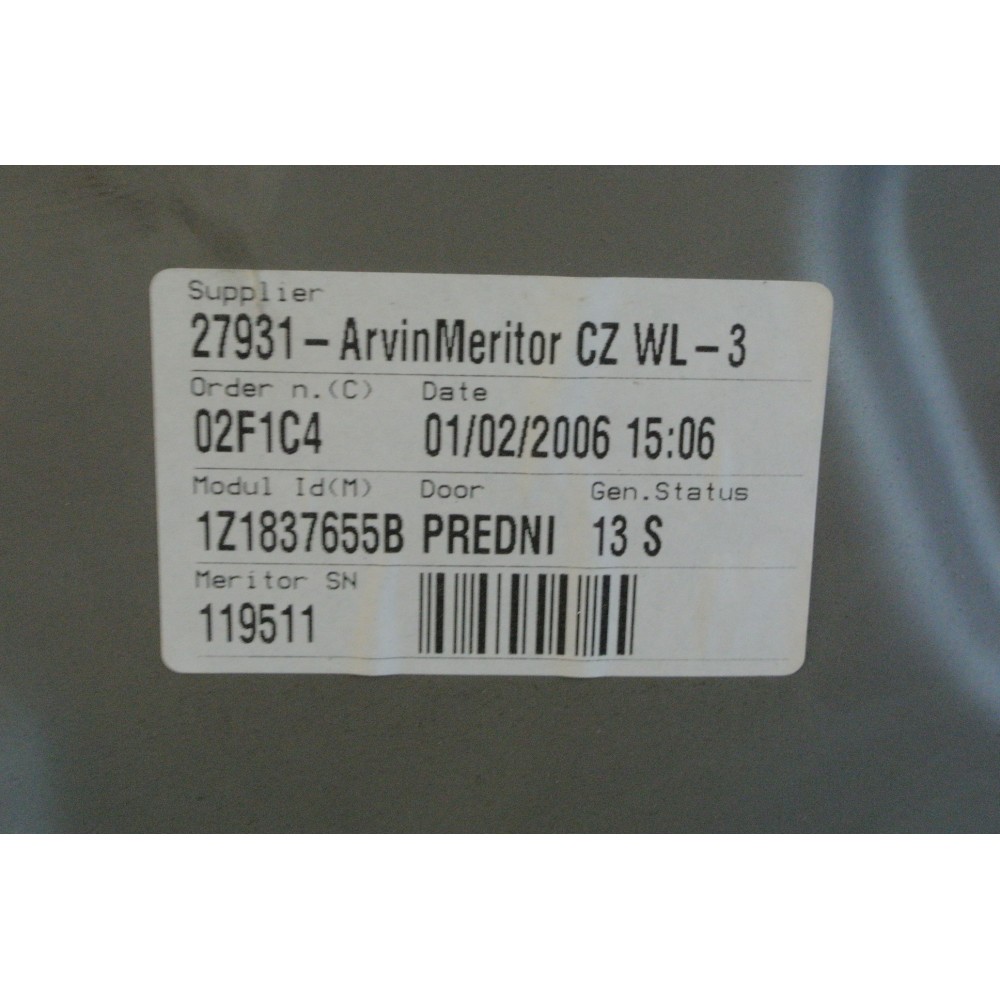 Supplier
27931-ArvinMeritor CZ WL-3
Order n.(C) Date
02F1C4 01/02/2006 15:06
Modul Id(M) Door Gen.Status
1Z1837655B PREDNI 13 S
Meritor SN
119511